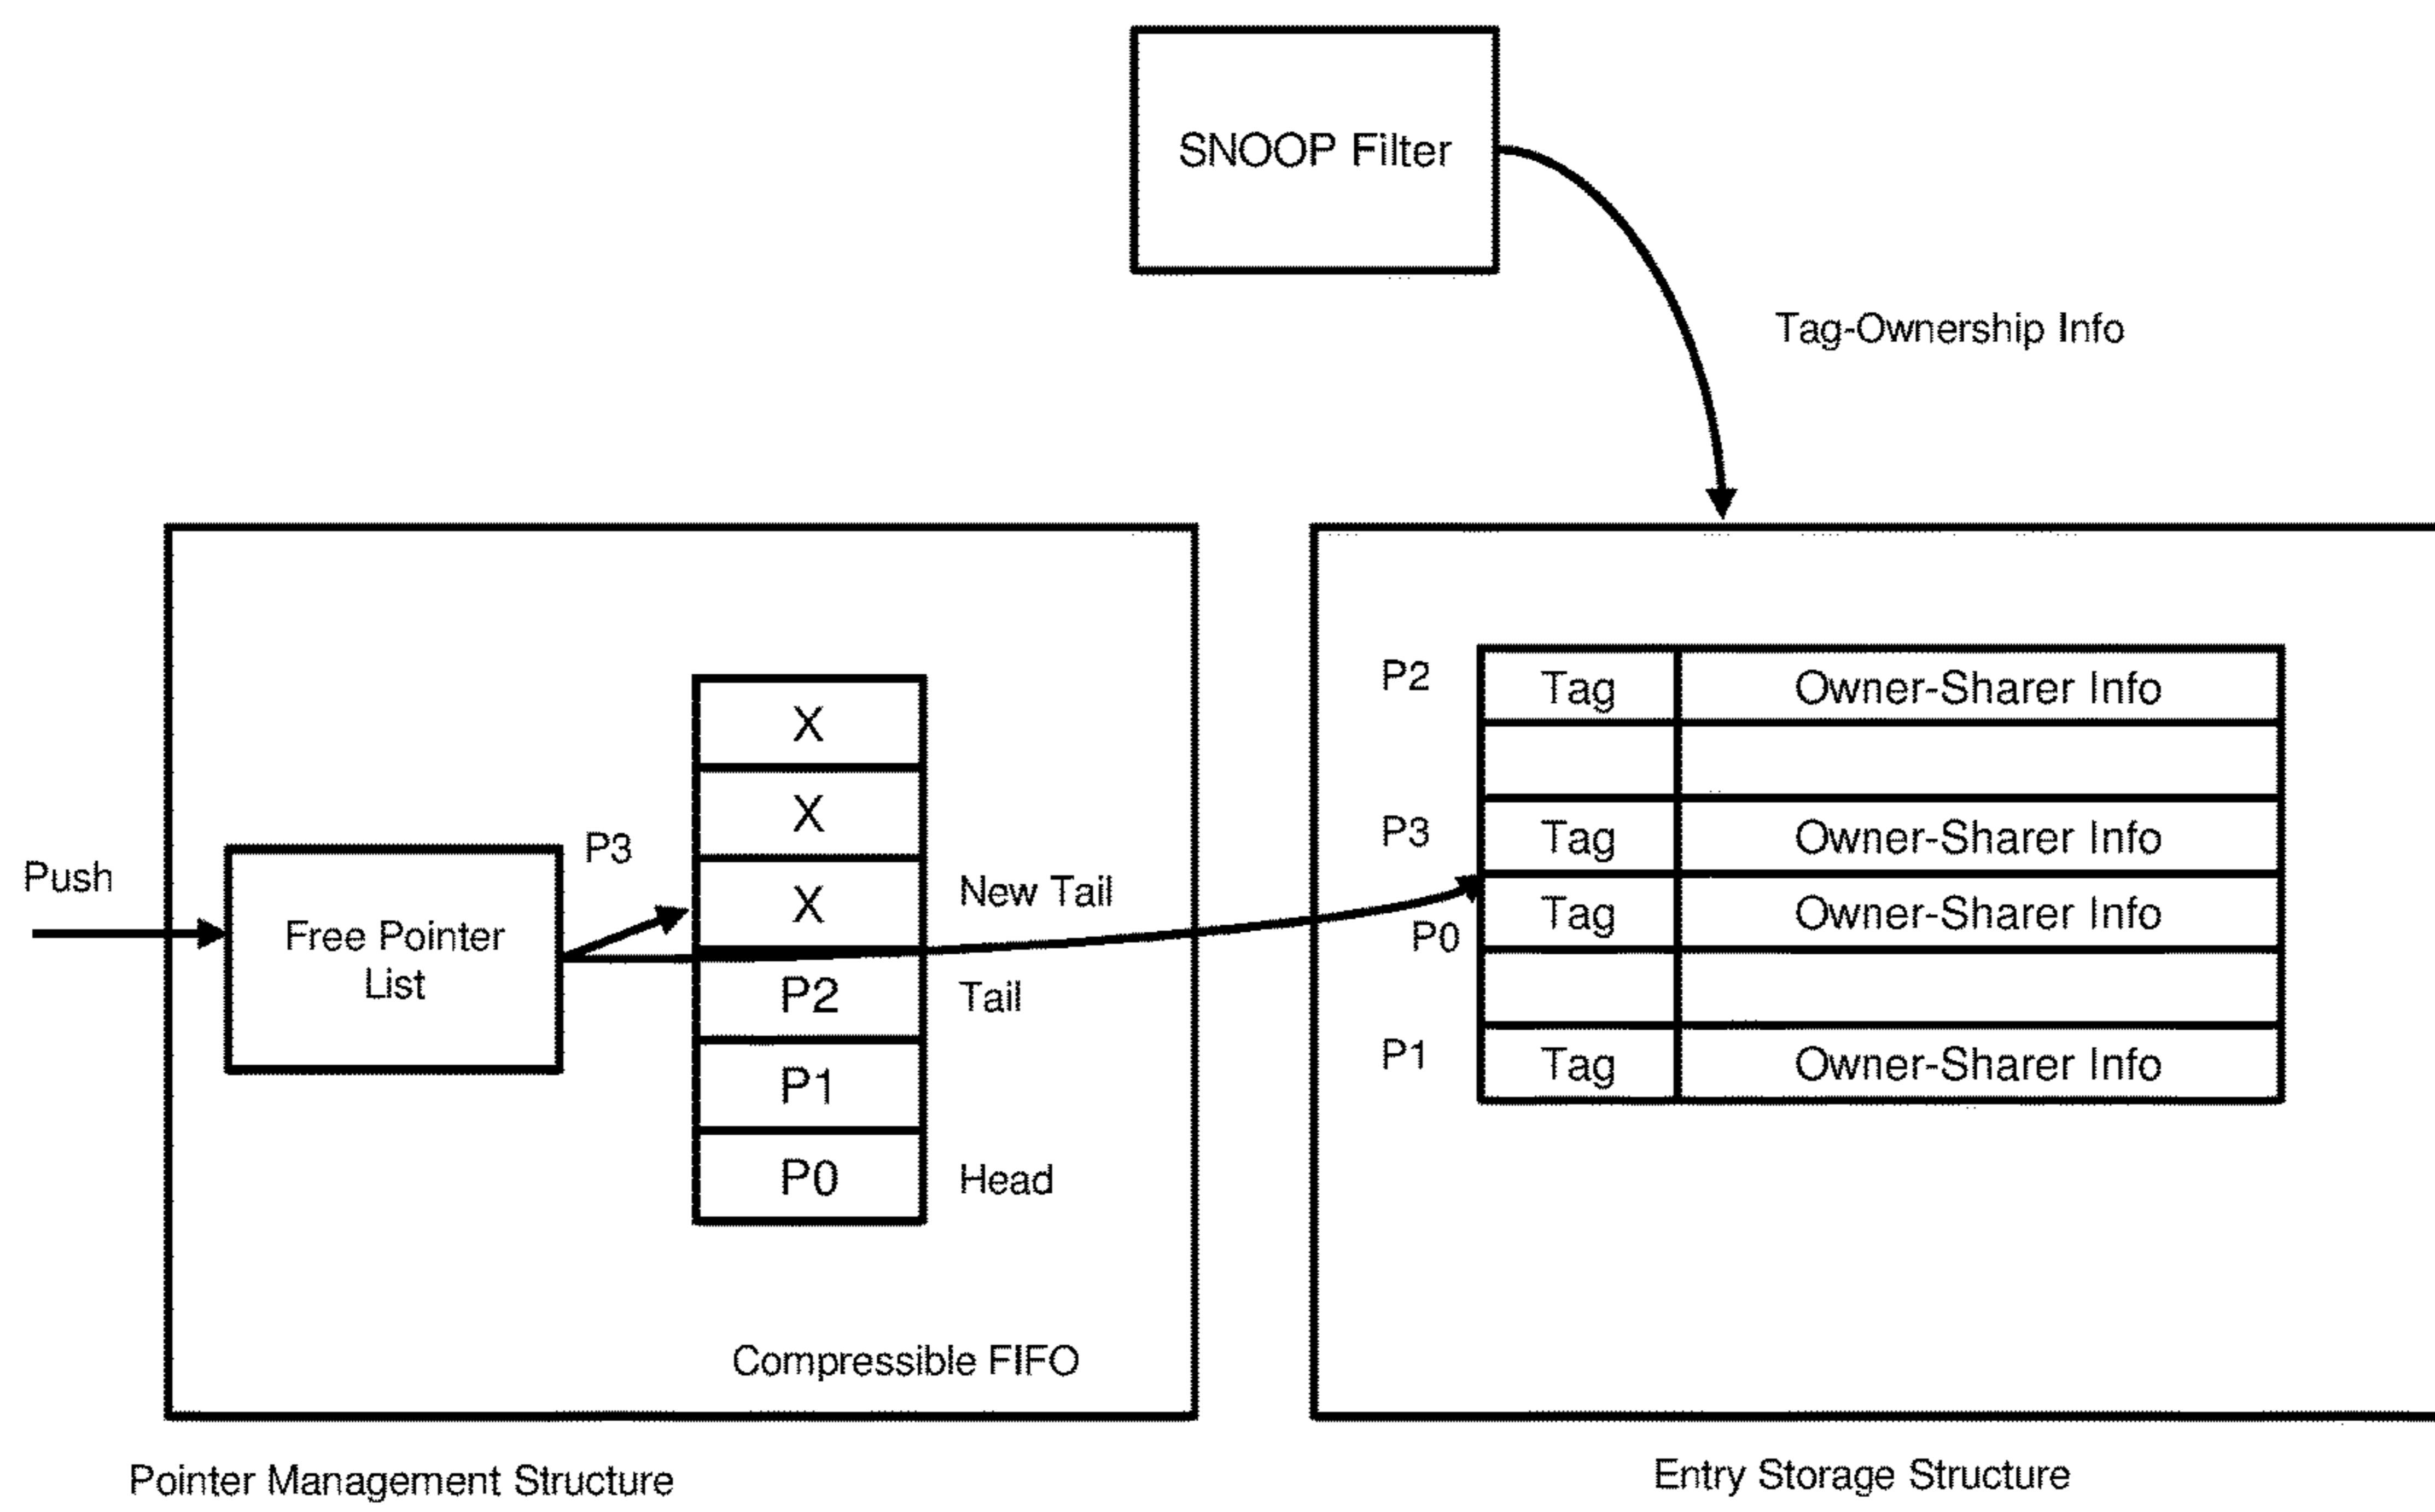 SNOOP Filter
Tag-Ownership Info
Push
Free Pointer
List
P3
X
X
X
New Tail
P2
Tail
P1
P0
Head
Compressible FIFO
Pointer Management Structure
P2
Tag
Owner-Sharer Info
P3
Tag
Owner-Sharer Info
P0
Tag
Owner-Sharer Info
P1
Tag
Owner-Sharer Info
Entry Storage Structure